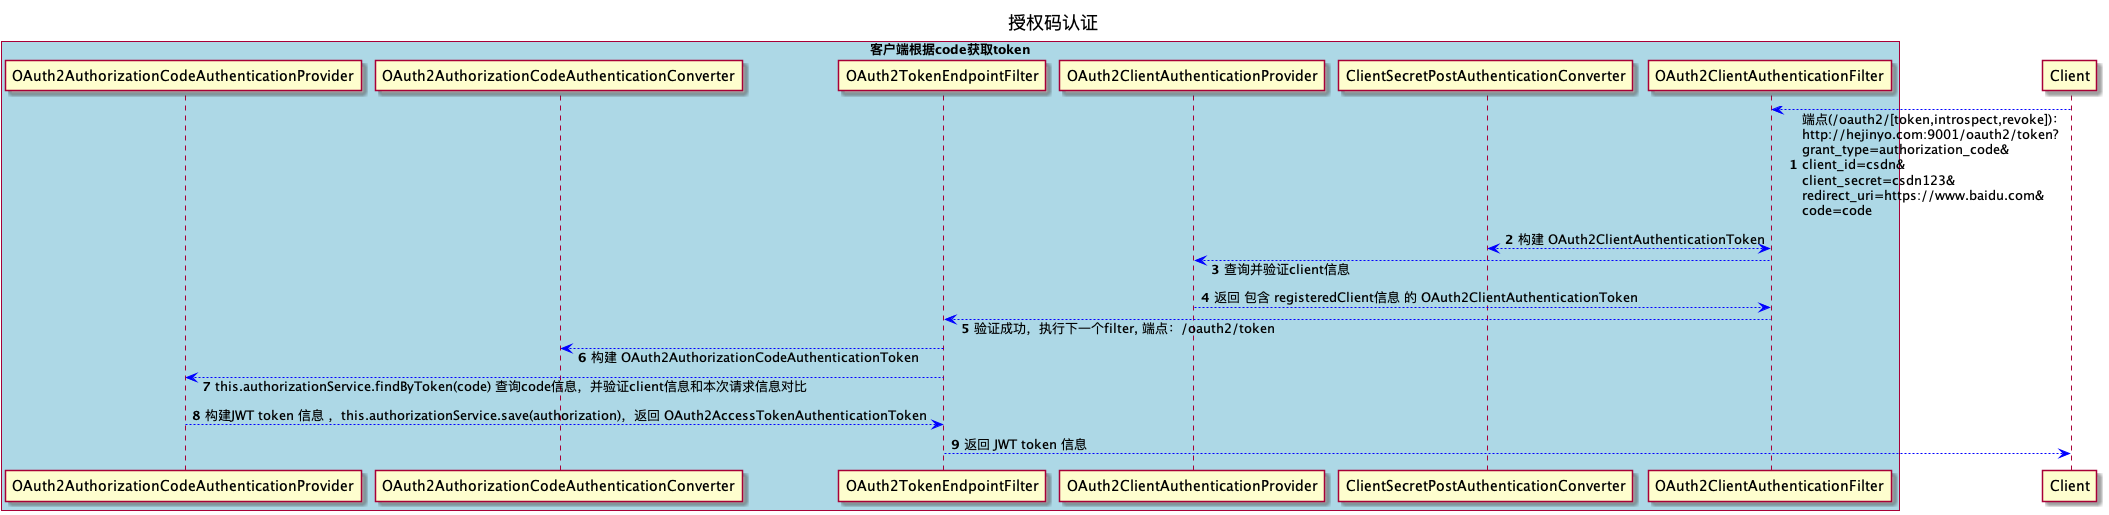 授权码认证
客户端根据code获取token
OAuth2AuthorizationCodeAuthenticationProvider
OAuth2AuthorizationCodeAuthenticationConverter
OAuth2TokenEndpointFilter
OAuth2ClientAuthenticationProvider
ClientSecretPostAuthenticationConverter
OAuth2ClientAuthenticationFilter
Client
端点(/oauth2/[token,introspect,revoke]):
http://hejinyo.com:9001/oauth2/token?
grant_type=authorization_code&
1 client_id=csdn&
client_secret=csdn123&
redirect_uri=https://www.baidu.com&
code=code
2 构建 OAuth2ClientAuthenticationToken
3 查询并验证client信息
4 返回 包含 registeredClient信息 的 OAuth2ClientAuthenticationToken
5 验证成功，执行下一个filter, 端点：/oauth2/token
6 构建 OAuth2AuthorizationCodeAuthenticationToken
7 this.authorizationService.findByToken(code) 查询code信息，并验证client信息和本次请求信息对比
8 构建JWT token 信息 ，this.authorizationService.save(authorization)，返回 OAuth2AccessTokenAuthenticationToken
9 返回 JWT token 信息
OAuth2AuthorizationCodeAuthenticationProvider
OAuth2AuthorizationCodeAuthenticationConverter
OAuth2TokenEndpointFilter
OAuth2ClientAuthenticationProvider
ClientSecretPostAuthenticationConverter
OAuth2ClientAuthenticationFilter
Client